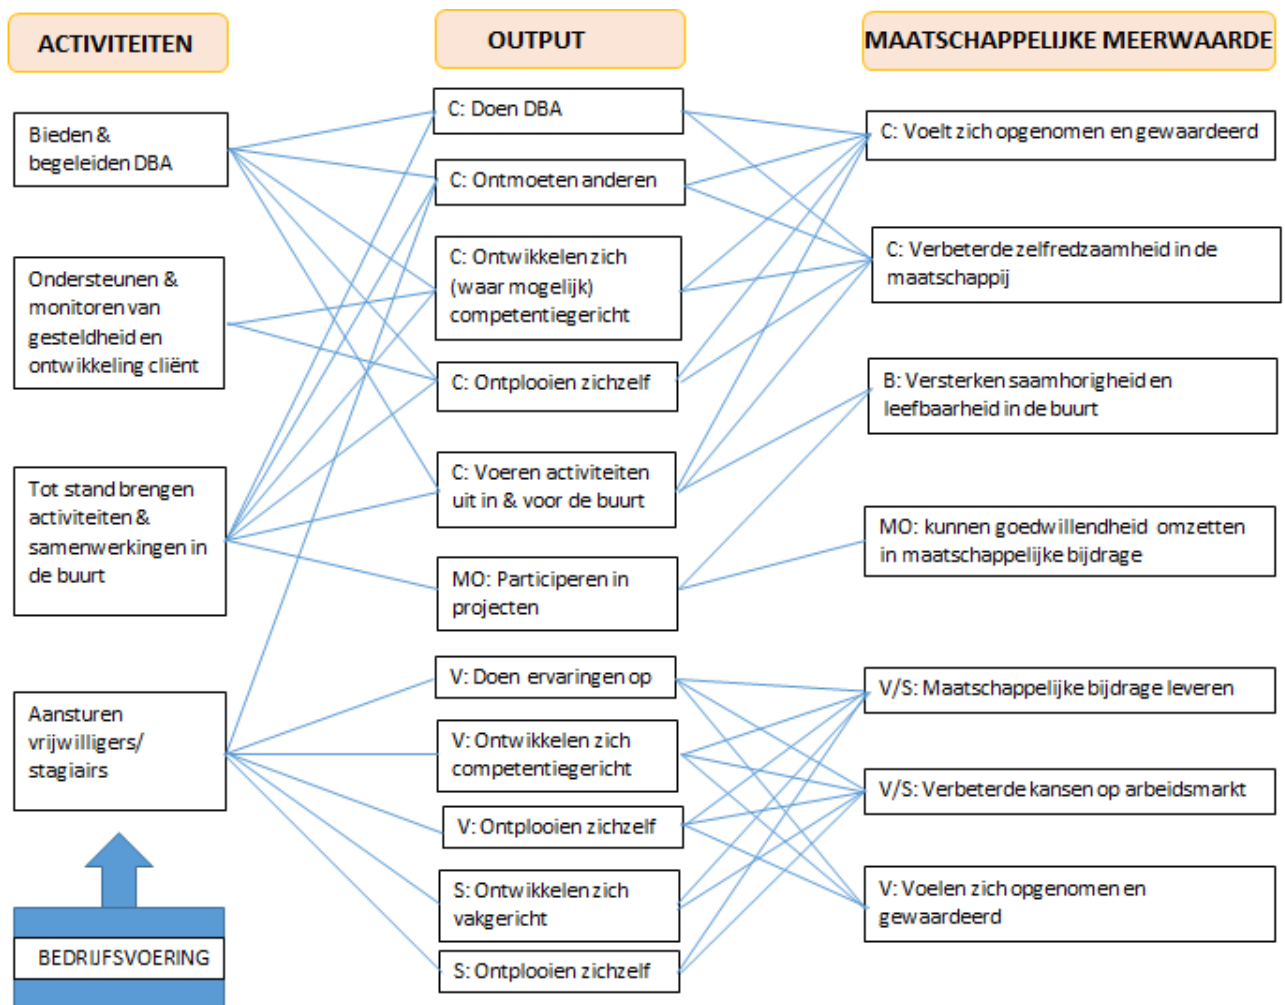 ACTIVITEITEN
Bieden &
begeleiden DBA
Ondersteunen &
monitoren van
gesteldheid en
ontwikkeling cliënt
Tot stand brengen
activiteiten &
samenwerkingen in
de buurt
Aansturen
vrijwilligers/
stagiairs
BEDRIJFSVOERING
OUTPUT
C: Doen DBA
C: Ontmoeten anderen
C: Ontwikkelen zich
(waar mogelijk)
competentiegericht
C: Ontplooien zichzelf
C: Voeren activiteiten
uit in & voor de buurt
MO: Participeren in
projecten
V: Doen ervaringen op
V: Ontwikkelen zich
competentiegericht
V: Ontplooien zichzelf
S: Ontwikkelen zich
vakgericht
S: Ontplooien zichzelf
MAATSCHAPPELIJKE MEERWAARDE
C: Voelt zich opgenomen en gewaardeerd
C: Verbeterde zelfredzaamheid in de
maatschappij
B: Versterken saamhorigheid en
leefbaarheid in de buurt
MO: kunnen goedwillendheid omzetten
in maatschappelijke bijdrage
V/S: Maatschappelijke bijdrage leveren
V/S: Verbeterde kansen op arbeidsmarkt
V: Voelen zich opgenomen en
gewaardeerd